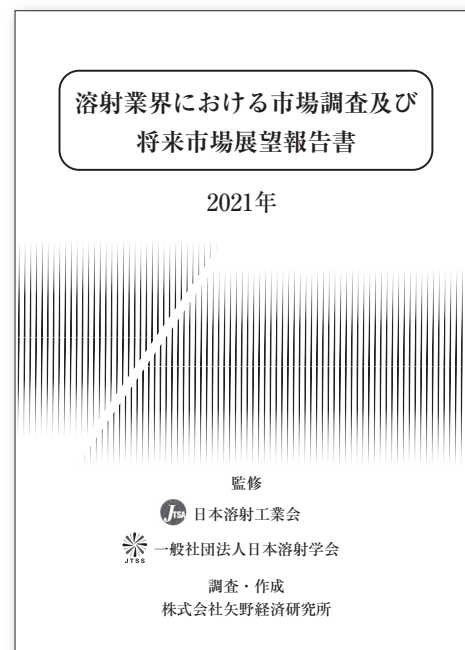 溶射業界における市場調査及び
将来市場展望報告書
2021年
監修
JTSA 日本溶射工業会
JTSS 一般社団法人日本溶射学会
調査・作成
株式会社矢野経済研究所